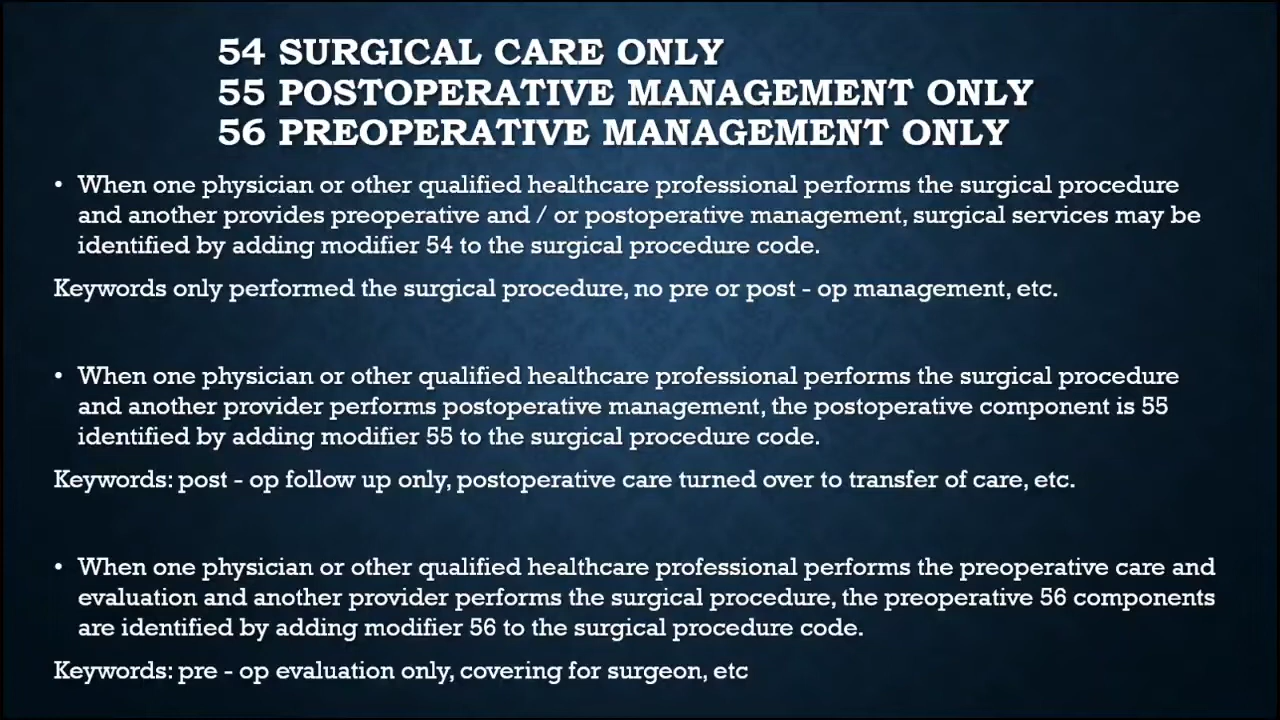 54 SURGICAL CARE ONLY
55 POSTOPERATIVE MANAGEMENT ONLY
56 PREOPERATIVE MANAGEMENT ONLY
• When one physician or other qualified healthcare professional performs the surgical procedure
and another provides preoperative and / or postoperative management, surgical services may be
identified by adding modifier 54 to the surgical procedure code.
Keywords only performed the surgical procedure, no pre or post - op management, etc.
• When one physician or other qualified healthcare professional performs the surgical procedure
and another provider performs postoperative management, the postoperative component is 55
identified by adding modifier 55 to the surgical procedure code.
Keywords: post - op follow up only, postoperative care turned over to transfer of care, etc.
• When one physician or other qualified healthcare professional performs the preoperative care and
evaluation and another provider performs the surgical procedure, the preoperative 56 components
are identified by adding modifier 56 to the surgical procedure code.
Keywords: pre - op evaluation only, covering for surgeon, etc